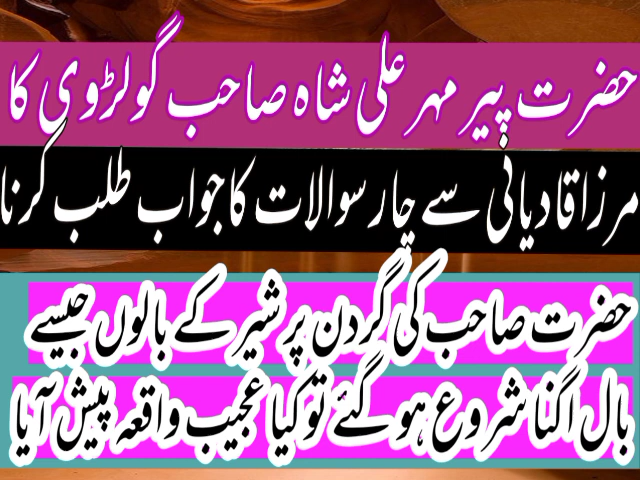 حضرت پیر مہر علی شاہ صاحب گولڑوی کا
مرزا قادیانی سے چار سوالات کا جواب طلب کرنا
حضرت صاحب کی گردن پر شیر کے بالوں جیسے
بال اگنا شروع ہو گئے تو کیا عجیب واقعہ پیش آیا